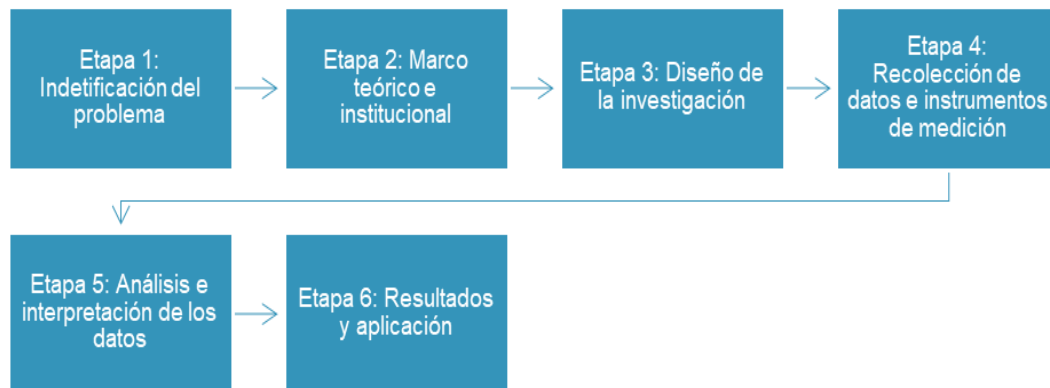 Etapa 1:
Indetificación del
problema
Etapa 2: Marco
teórico e
institucional
Etapa 3: Diseño de
la investigación
Etapa 4:
Recolección de
datos e instrumentos
de medición
Etapa 5: Análisis e
interpretación de los
datos
Etapa 6: Resultados
y aplicación